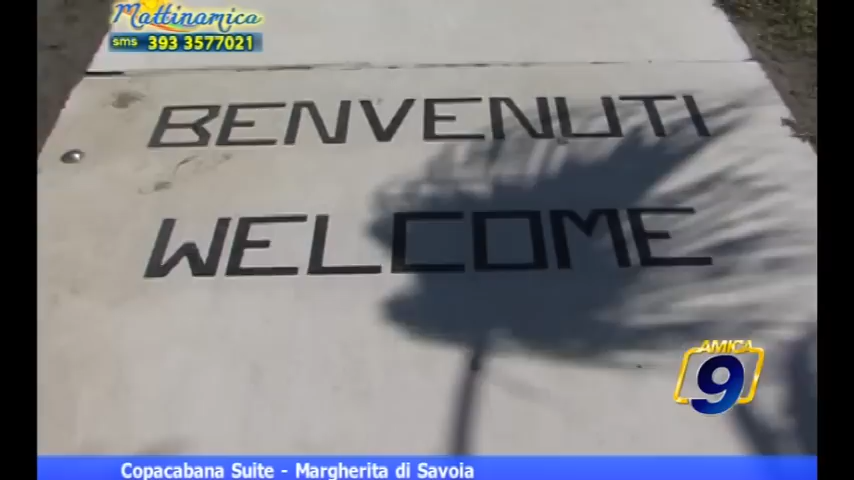 Mattinamica
sms 393 3577021
BENVENUTI
WELCOME
AMICA
9
Copacabana Suite - Margherita di Savoia